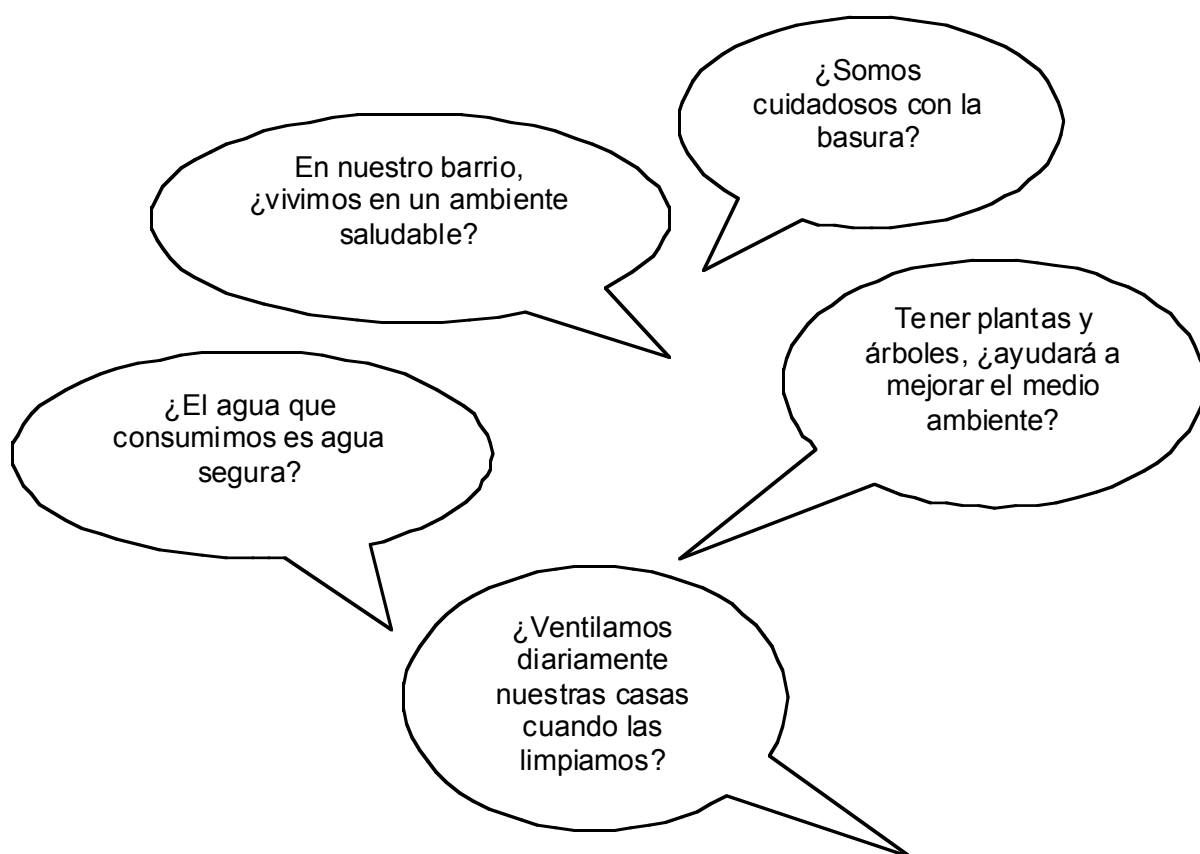 ¿Somos
cuidadosos con la
basura?
En nuestro barrio,
¿vivimos en un ambiente
saludable?
Tener plantas y
árboles, ¿ayudará a
mejorar el medio
ambiente?
¿El agua que
consumimos es agua
segura?
¿Ventilamos
diariamente
nuestras casas
cuando las
limpiamos?